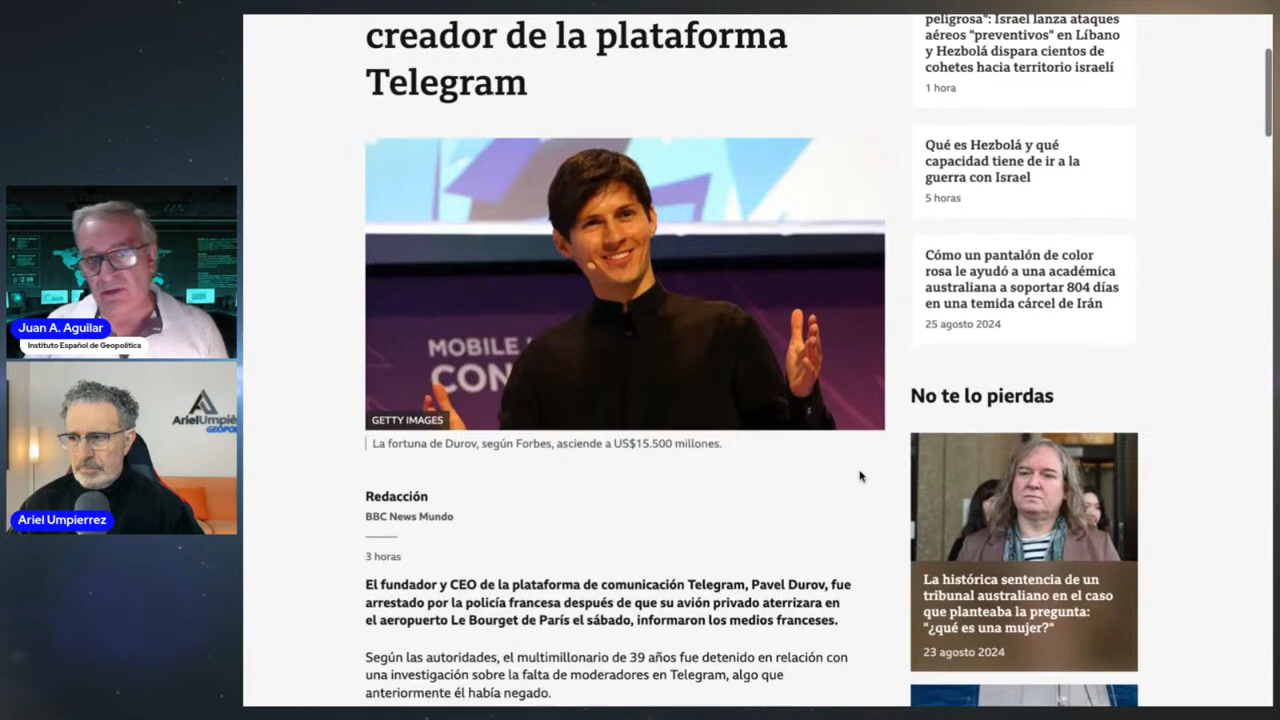 creador de la plataforma
Telegram
MOBILE
CON
GETTY IMAGES
La fortuna de Durov, según Forbes, asciende a US$15.500 millones.
Redacción
BBC News Mundo
3 horas
El fundador y CEO de la plataforma de comunicación Telegram, Pavel Durov, fue
arrestado por la policía francesa después de que su avión privado aterrizara en
el aeropuerto Le Bourget de París el sábado, informaron los medios franceses.
Según las autoridades, el multimillonario de 39 años fue detenido en relación con
una investigación sobre la falta de moderadores en Telegram, algo que
anteriormente él había negado.
peligrosa": Israel lanza ataques
aéreos "preventivos" en Líbano
y Hezbolá dispara cientos de
cohetes hacia territorio israelí
1 hora
Qué es Hezbolá y qué
capacidad tiene de ir a la
guerra con Israel
5 horas
Cómo un pantalón de color
rosa le ayudó a una académica
australiana a soportar 804 días
en una temida cárcel de Irán
25 agosto 2024
No te lo pierdas
La histórica sentencia de un
tribunal australiano en el caso
que planteaba la pregunta:
"¿qué es una mujer?"
23 agosto 2024
Juan A. Aguilar
Instituto Español de Geopolítica
ArielUmpié
GEOPOL
Ariel Umpierrez